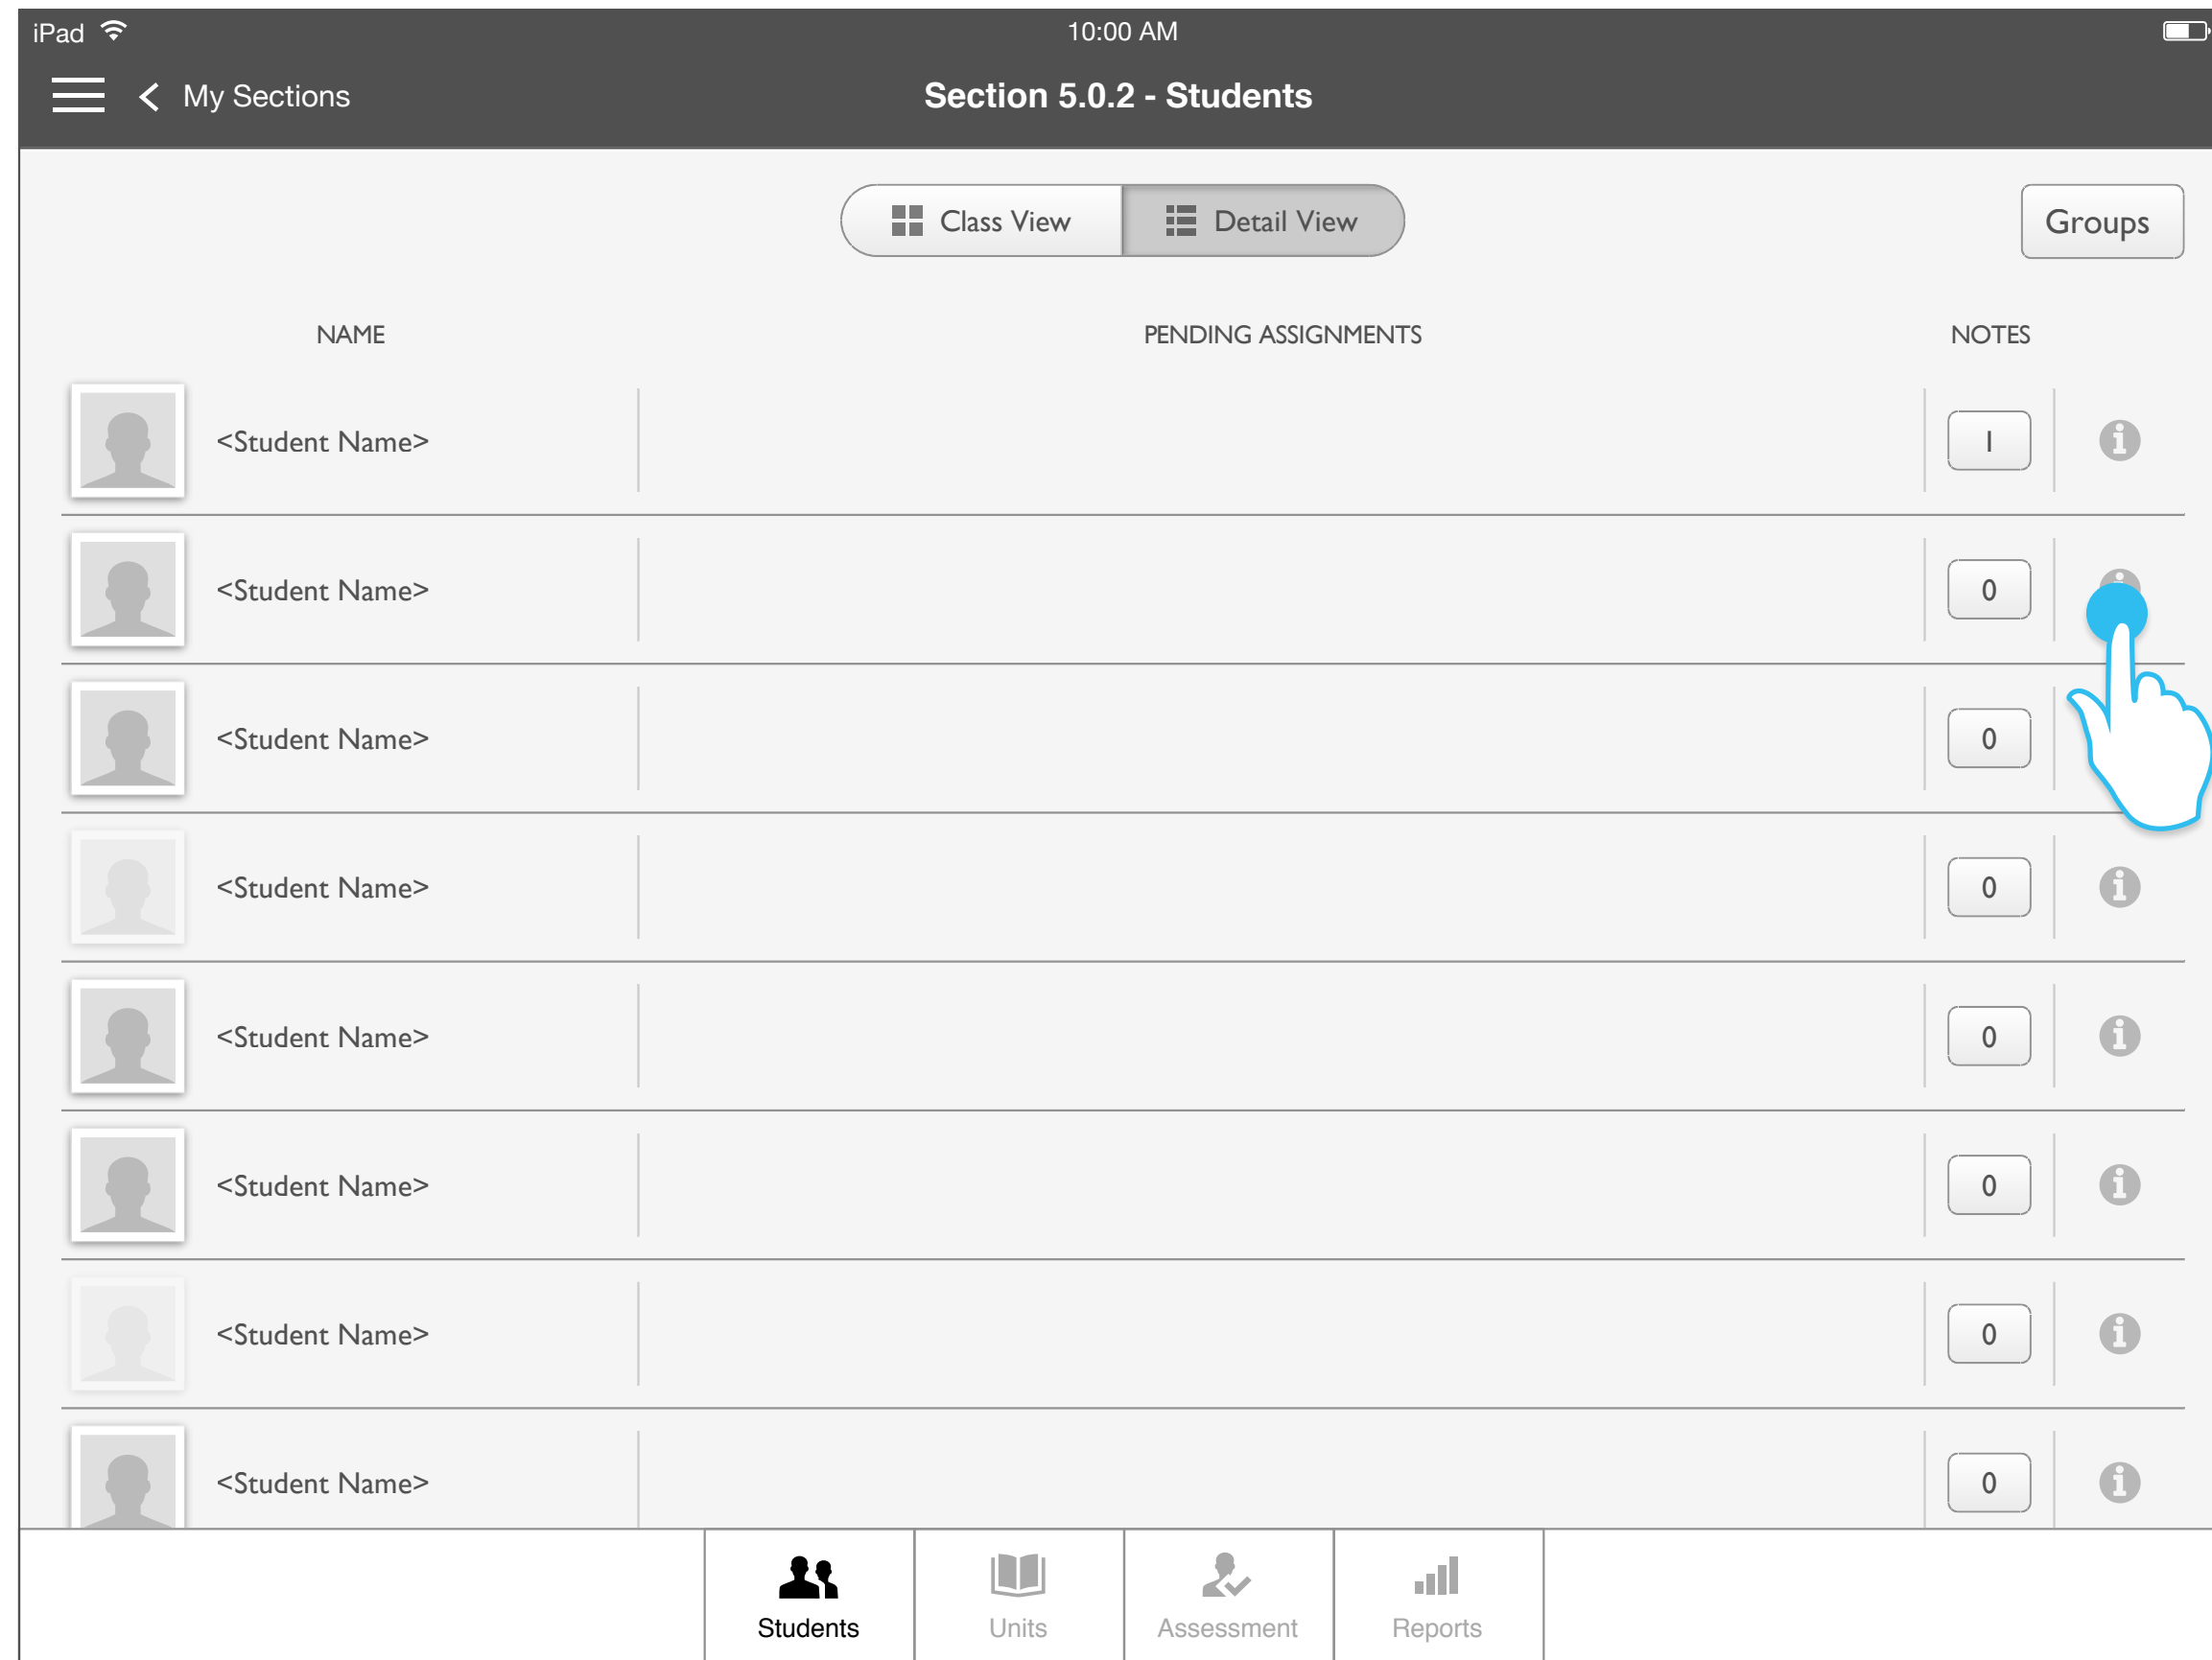 iPad 10:00 AM
My Sections Section 5.0.2 - Students
Class View Detail View Groups
NAME PENDING ASSIGNMENTS NOTES
<Student Name> 1
<Student Name> 0
<Student Name> 0
<Student Name> 0
<Student Name> 0
<Student Name> 0
<Student Name> 0
<Student Name> 0
Students Units Assessment Reports